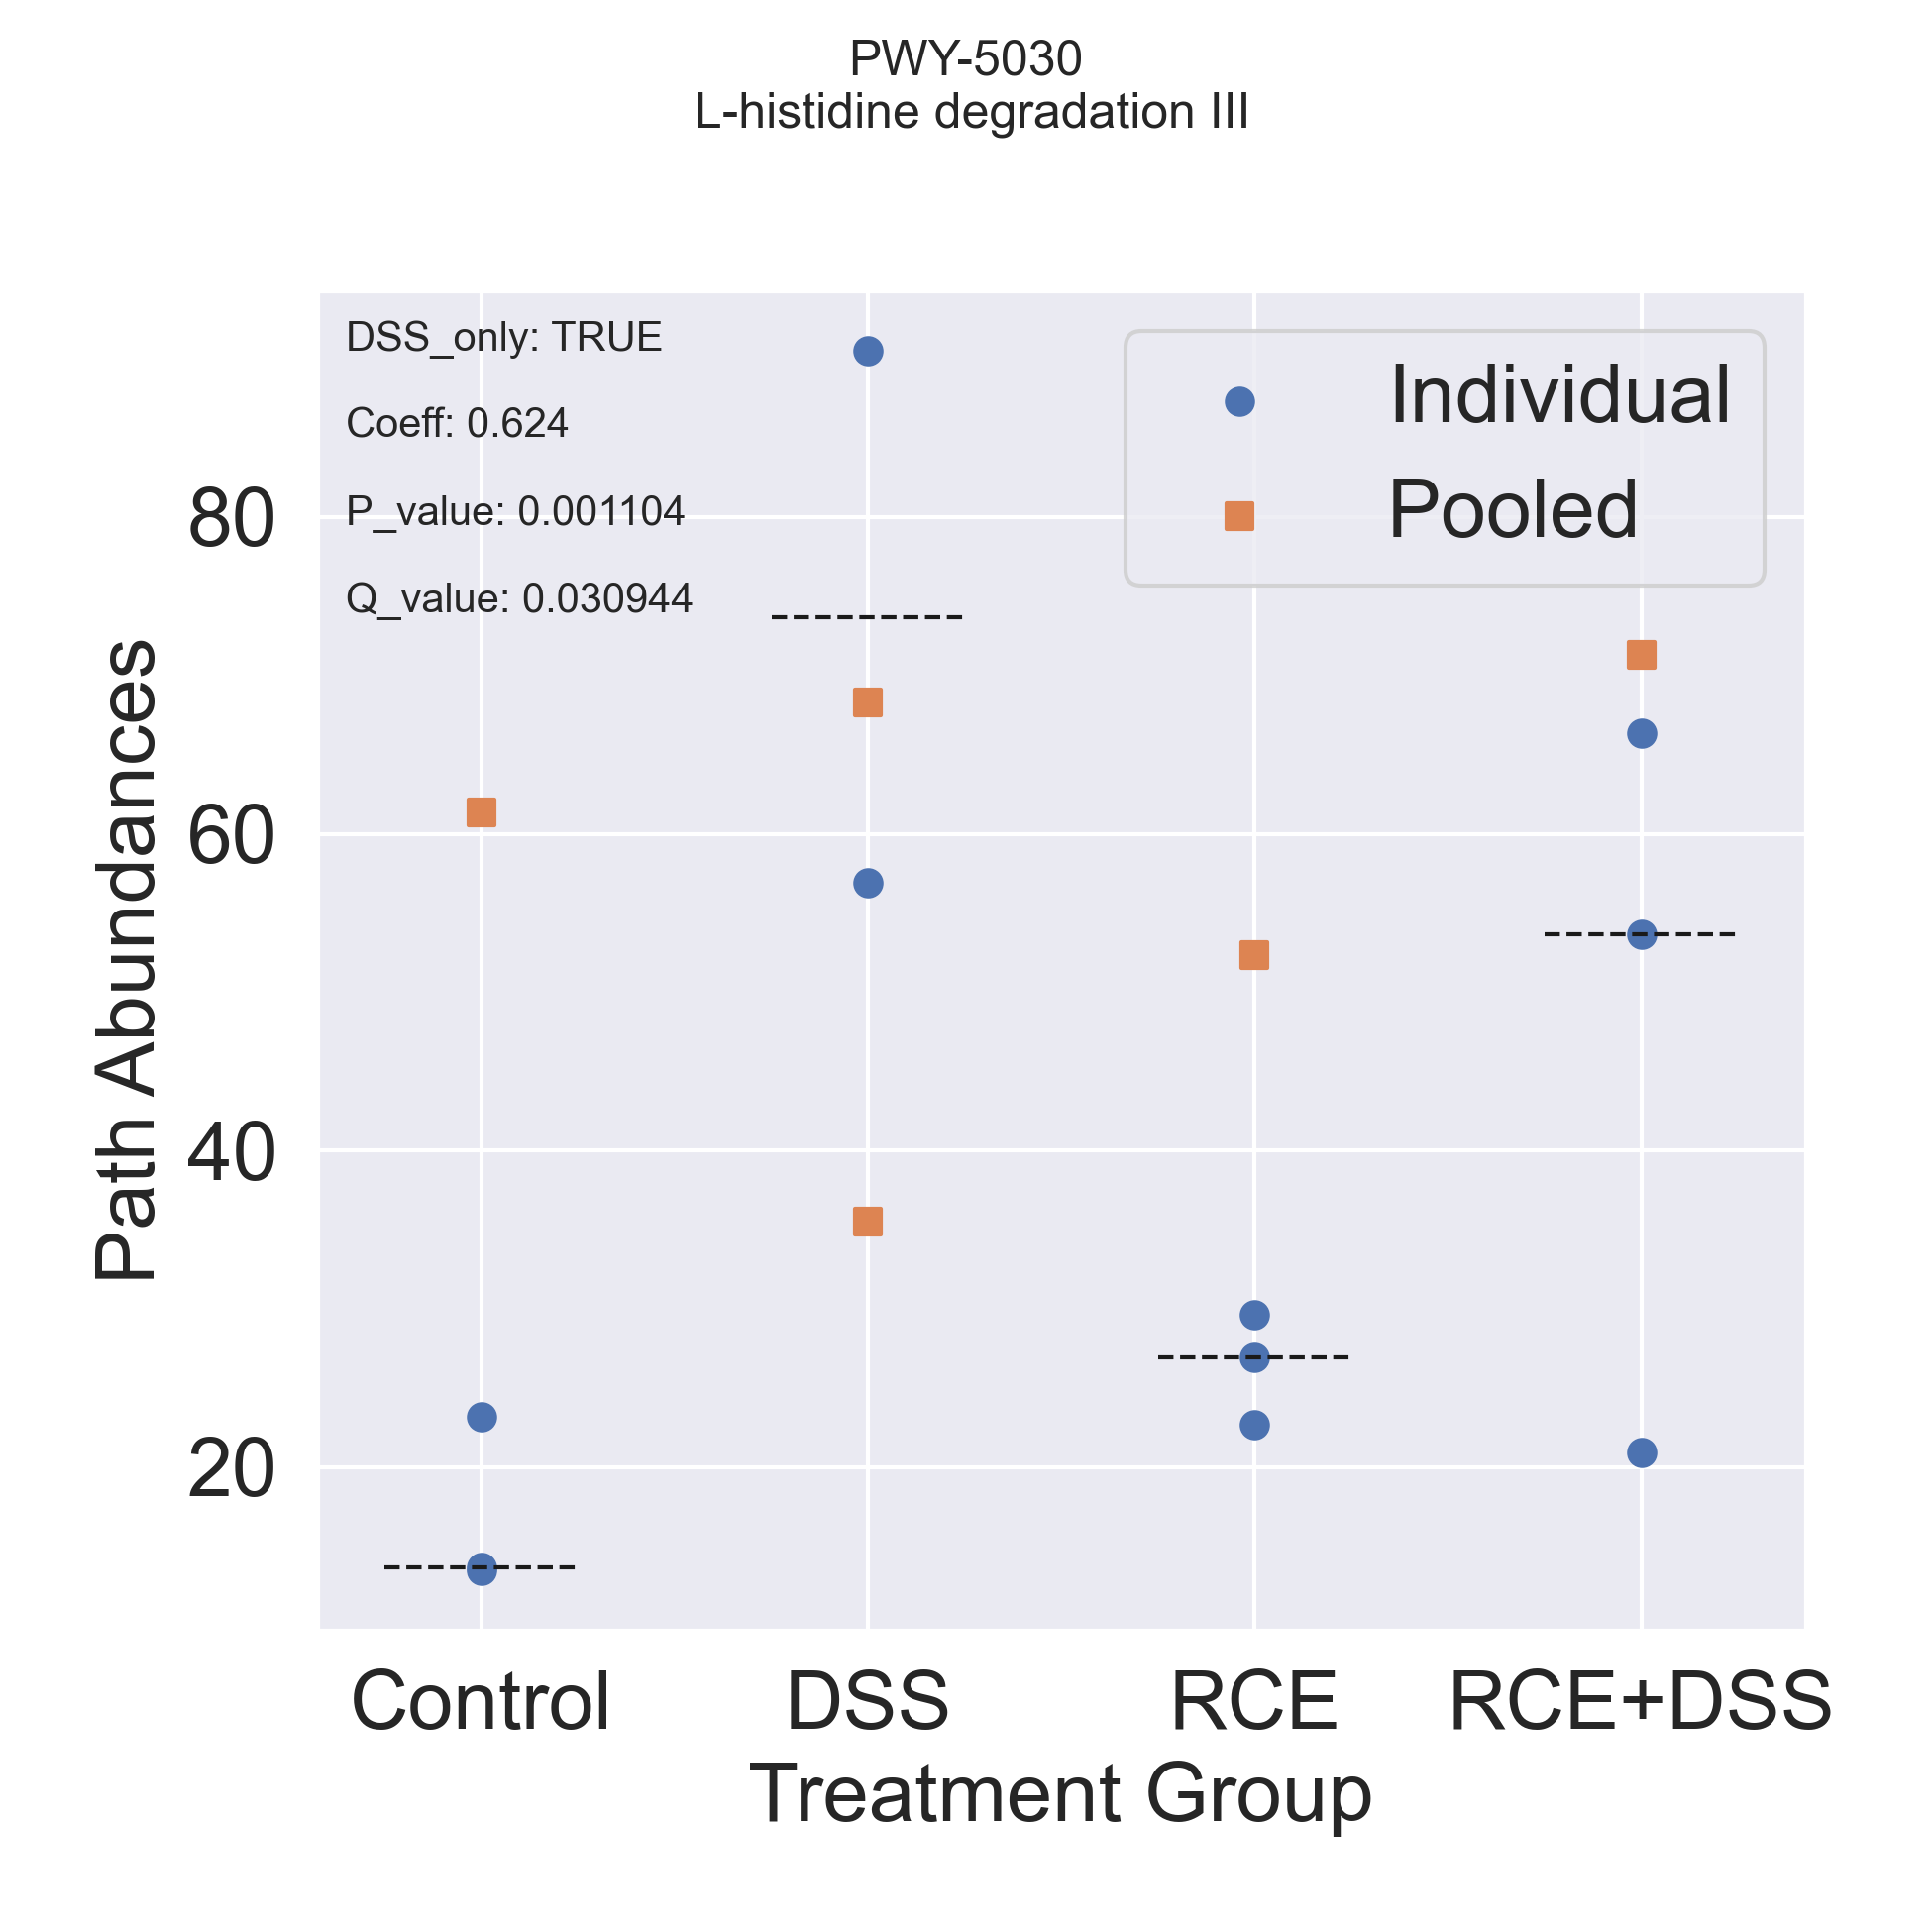 PWY-5030
L-histidine degradation III
DSS_only: TRUE
Coeff: 0.624
P_value: 0.001104
Q_value: 0.030944
Individual
Pooled
80
60
40
20
Path Abundances
Control
DSS
RCE
RCE+DSS
Treatment Group